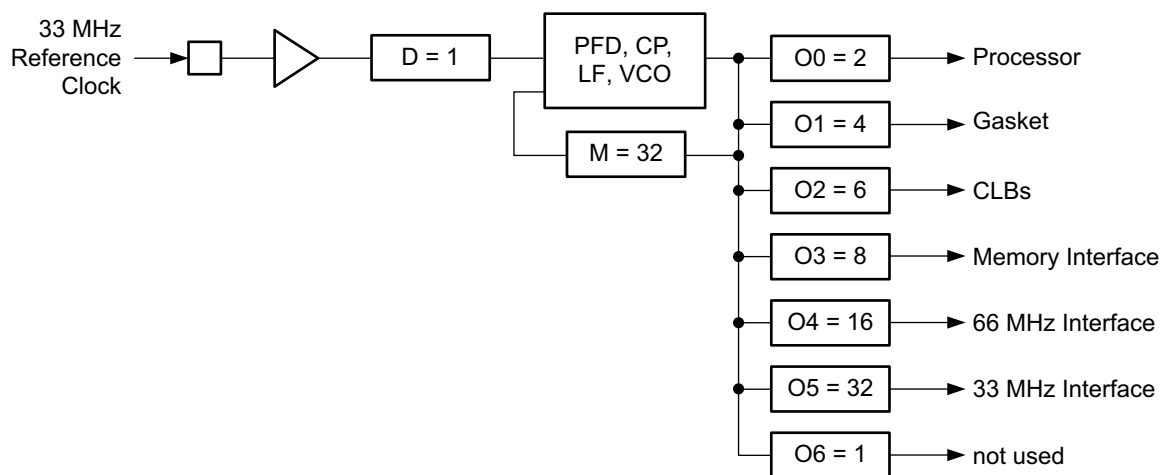 33 MHz
Reference
Clock
D = 1
PFD, CP,
LF, VCO
M = 32
O0 = 2
Processor
O1 = 4
Gasket
O2 = 6
CLBs
O3 = 8
Memory Interface
O4 = 16
66 MHz Interface
O5 = 32
33 MHz Interface
O6 = 1
not used